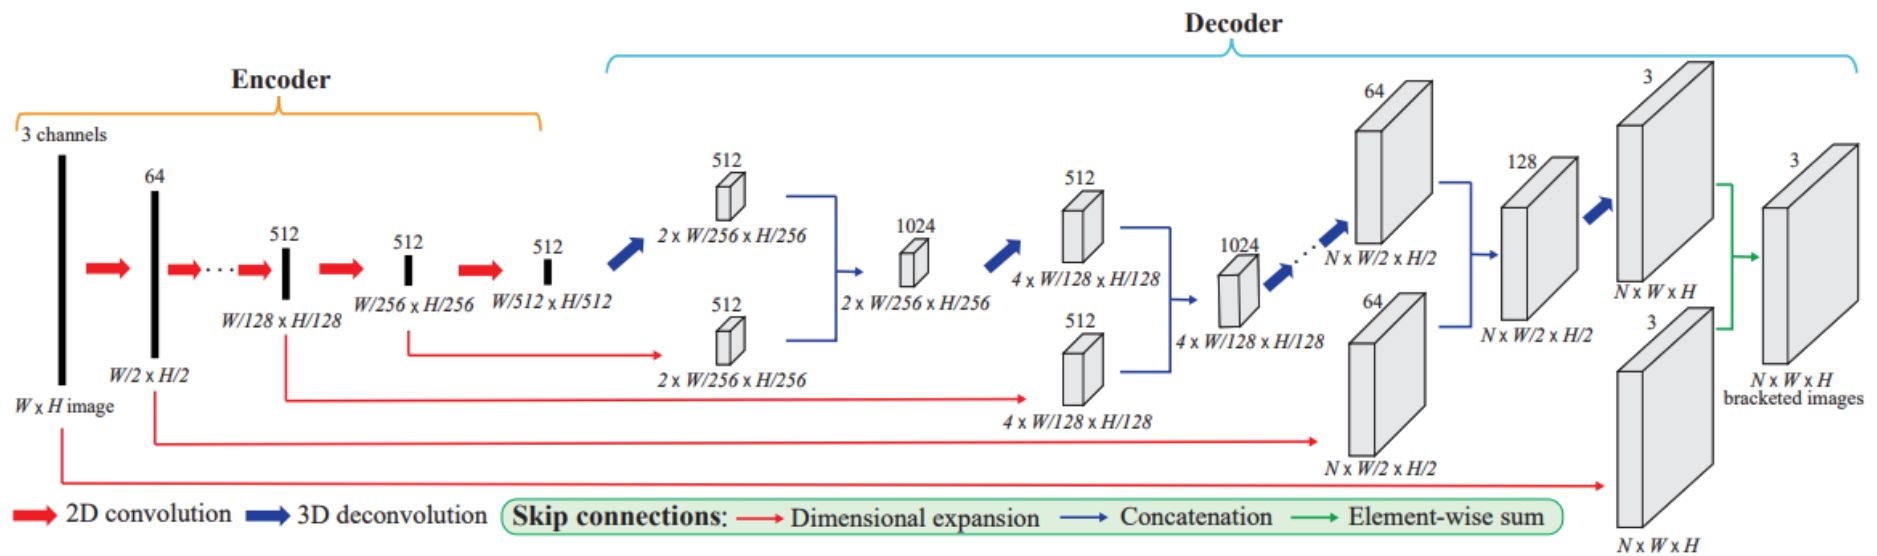 Decoder
Encoder
3 channels
64
512
512
512
W x H image
W/2 x H/2
W/128 x H/128
W/256 x H/256
W/512 x H/512
512
2 x W/256 x H/256
512
2 x W/256 x H/256
1024
2 x W/256 x H/256
512
4 x W/128 x H/128
512
4 x W/128 x H/128
1024
4 x W/128 x H/128
64
N x W/2 x H/2
64
N x W/2 x H/2
128
N x W/2 x H/2
3
N x W x H
3
N x W x H
3
N x W x H
bracketed images
2D convolution 3D deconvolution Skip connections: Dimensional expansion Concatenation Element-wise sum